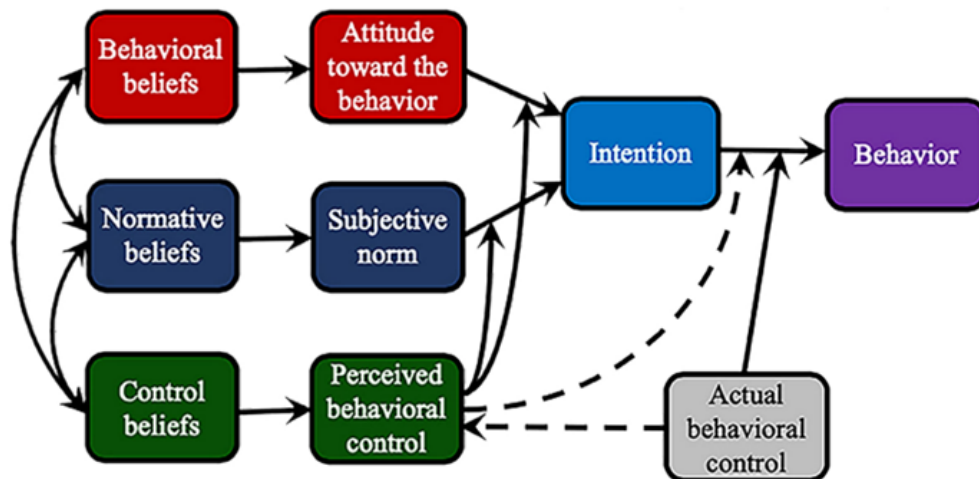 Behavioral
beliefs
Attitude
toward the
behavior
Intention
Behavior
Normative
beliefs
Subjective
norm
Control
beliefs
Perceived
behavioral
control
Actual
behavioral
control